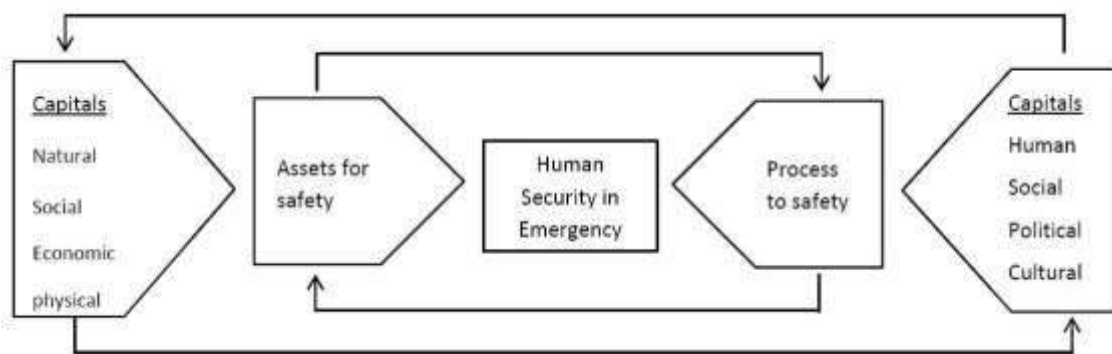 Capitals
Natural
Social
Economic
physical
Assets for
safety
Human
Security in
Emergency
Process
to safety
Capitals
Human
Social
Political
Cultural